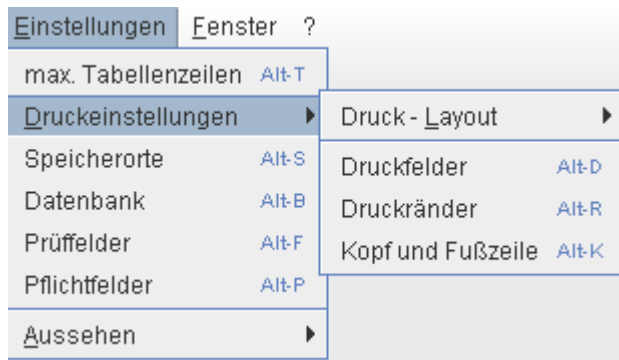 Einstellungen Fenster ?
max. Tabellenzeilen Alt-T
Druckeinstellungen
Speicherorte Alt-S
Datenbank Alt-B
Prüffelder Alt-F
Pflichtfelder Alt-P
Aussehen
Druck - Layout
Druckfelder Alt-D
Druckränder Alt-R
Kopf und Fußzeile Alt-K